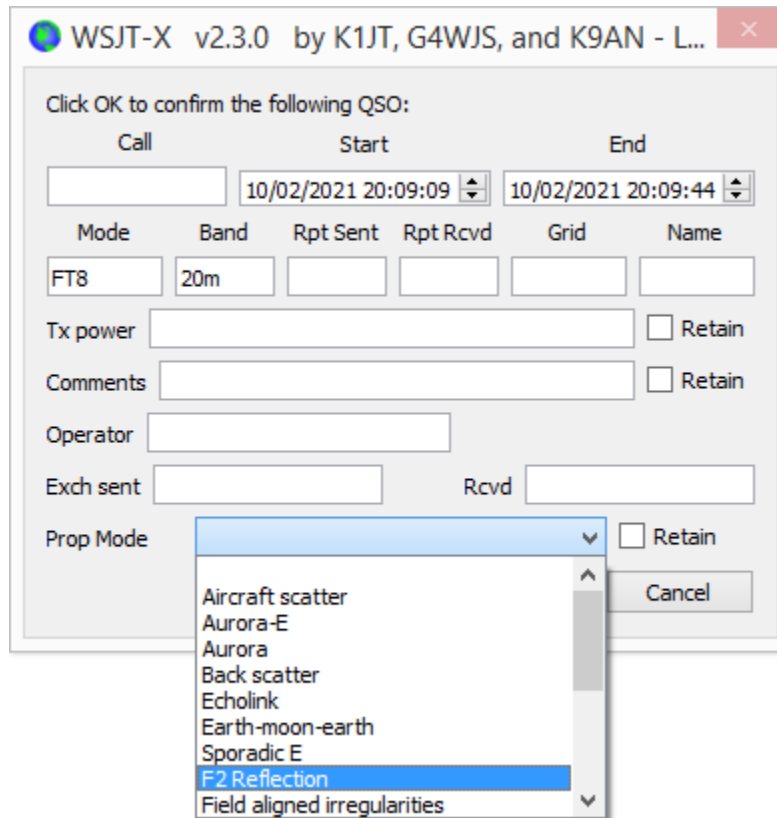 WSJT-X v2.3.0 by K1JT, G4WJS, and K9AN - L...
Click OK to confirm the following QSO:
Call Start End
10/02/2021 20:09:09 10/02/2021 20:09:44
Mode Band Rpt Sent Rpt Rcvd Grid Name
FT8 20m
Tx power Retain
Comments Retain
Operator
Exch sent Rcvd
Prop Mode Retain
Cancel
Aircraft scatter
Aurora-E
Aurora
Back scatter
Echolink
Earth-moon-earth
Sporadic E
F2 Reflection
Field aligned irregularities